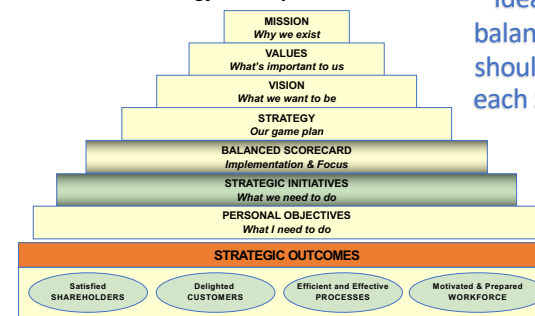 MISSION
Why we exist
VALUES
What's important to us
VISION
What we want to be
STRATEGY
Our game plan
BALANCED SCORECARD
Implementation & Focus
STRATEGIC INITIATIVES
What we need to do
PERSONAL OBJECTIVES
What I need to do
STRATEGIC OUTCOMES
Satisfied
SHAREHOLDERS
Delighted
CUSTOMERS
Efficient and Effective
PROCESSES
Motivated & Prepared
WORKFORCE
balan
shoul
each